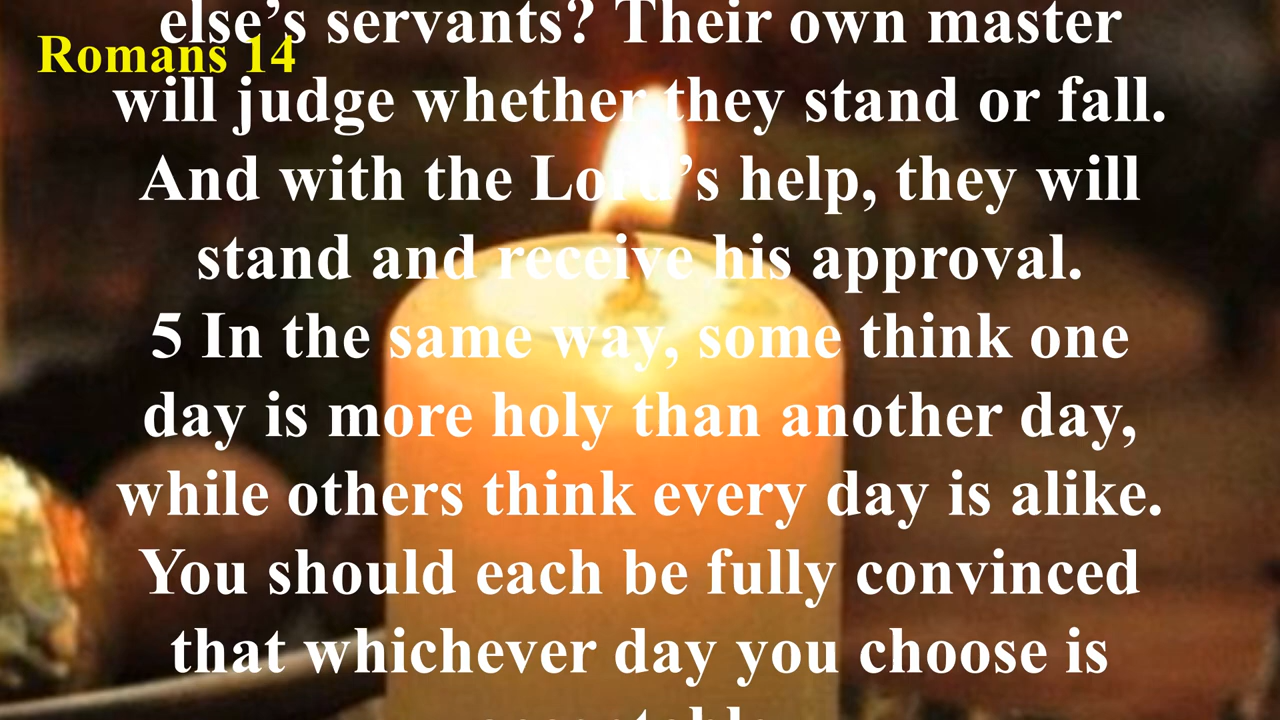 else’s servants? Their own master
Romans 14
will judge whether they stand or fall.
And with the Lord’s help, they will
stand and receive his approval.
5 In the same way, some think one
day is more holy than another day,
while others think every day is alike.
You should each be fully convinced
that whichever day you choose is